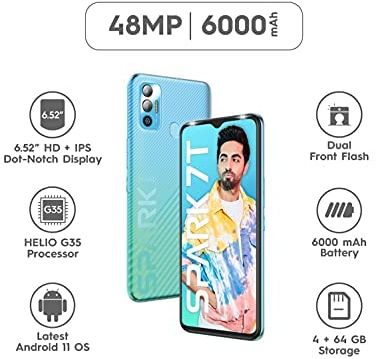 48MP | 6000 mAh
6.52"
6.52" HD + IPS
Dot-Notch Display
G35
HELIO G35
Processor
Latest
Android 11 OS
SPARK
SPARK 7T
Dual
Front Flash
6000 mAh
Battery
4 + 64 GB
Storage